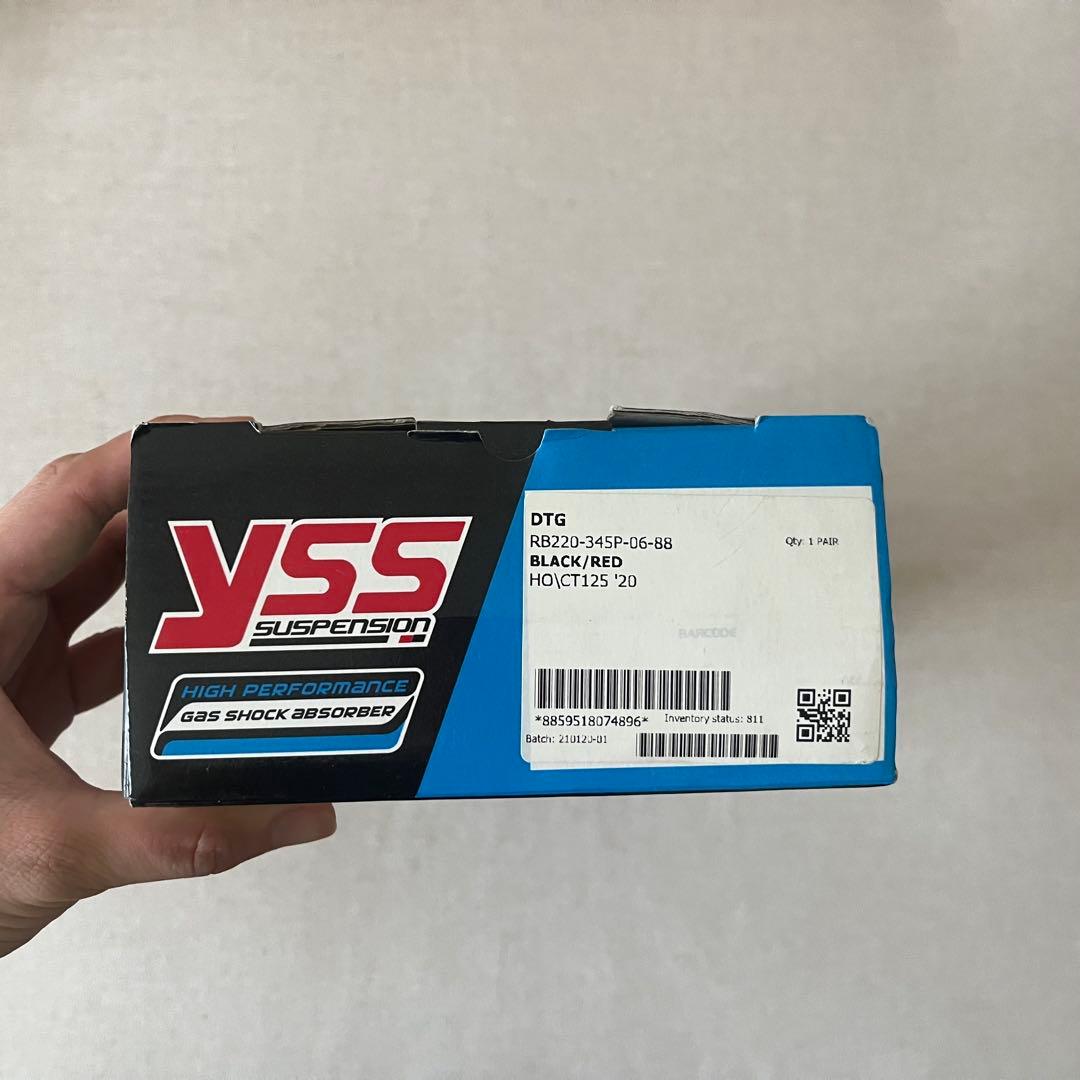 YSS
SUSPENSION
HIGH PERFORMANCE
GAS SHOCK ABSORBER
DTG
RB220-345P-06-88
Qty: 1 PAIR
BLACK/RED
HO\CT125 '20
BARCODE
*8859518074896*
Inventory status: 811
Batch: 210120-01